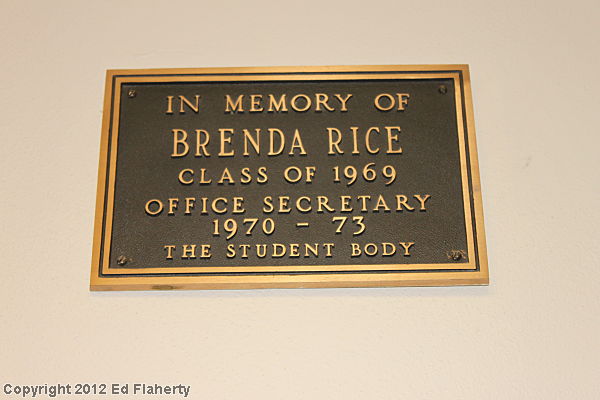 IN MEMORY OF
BRENDA RICE
CLASS OF 1969
OFFICE SECRETARY
1970 - 73
THE STUDENT BODY
Copyright 2012 Ed Flaherty